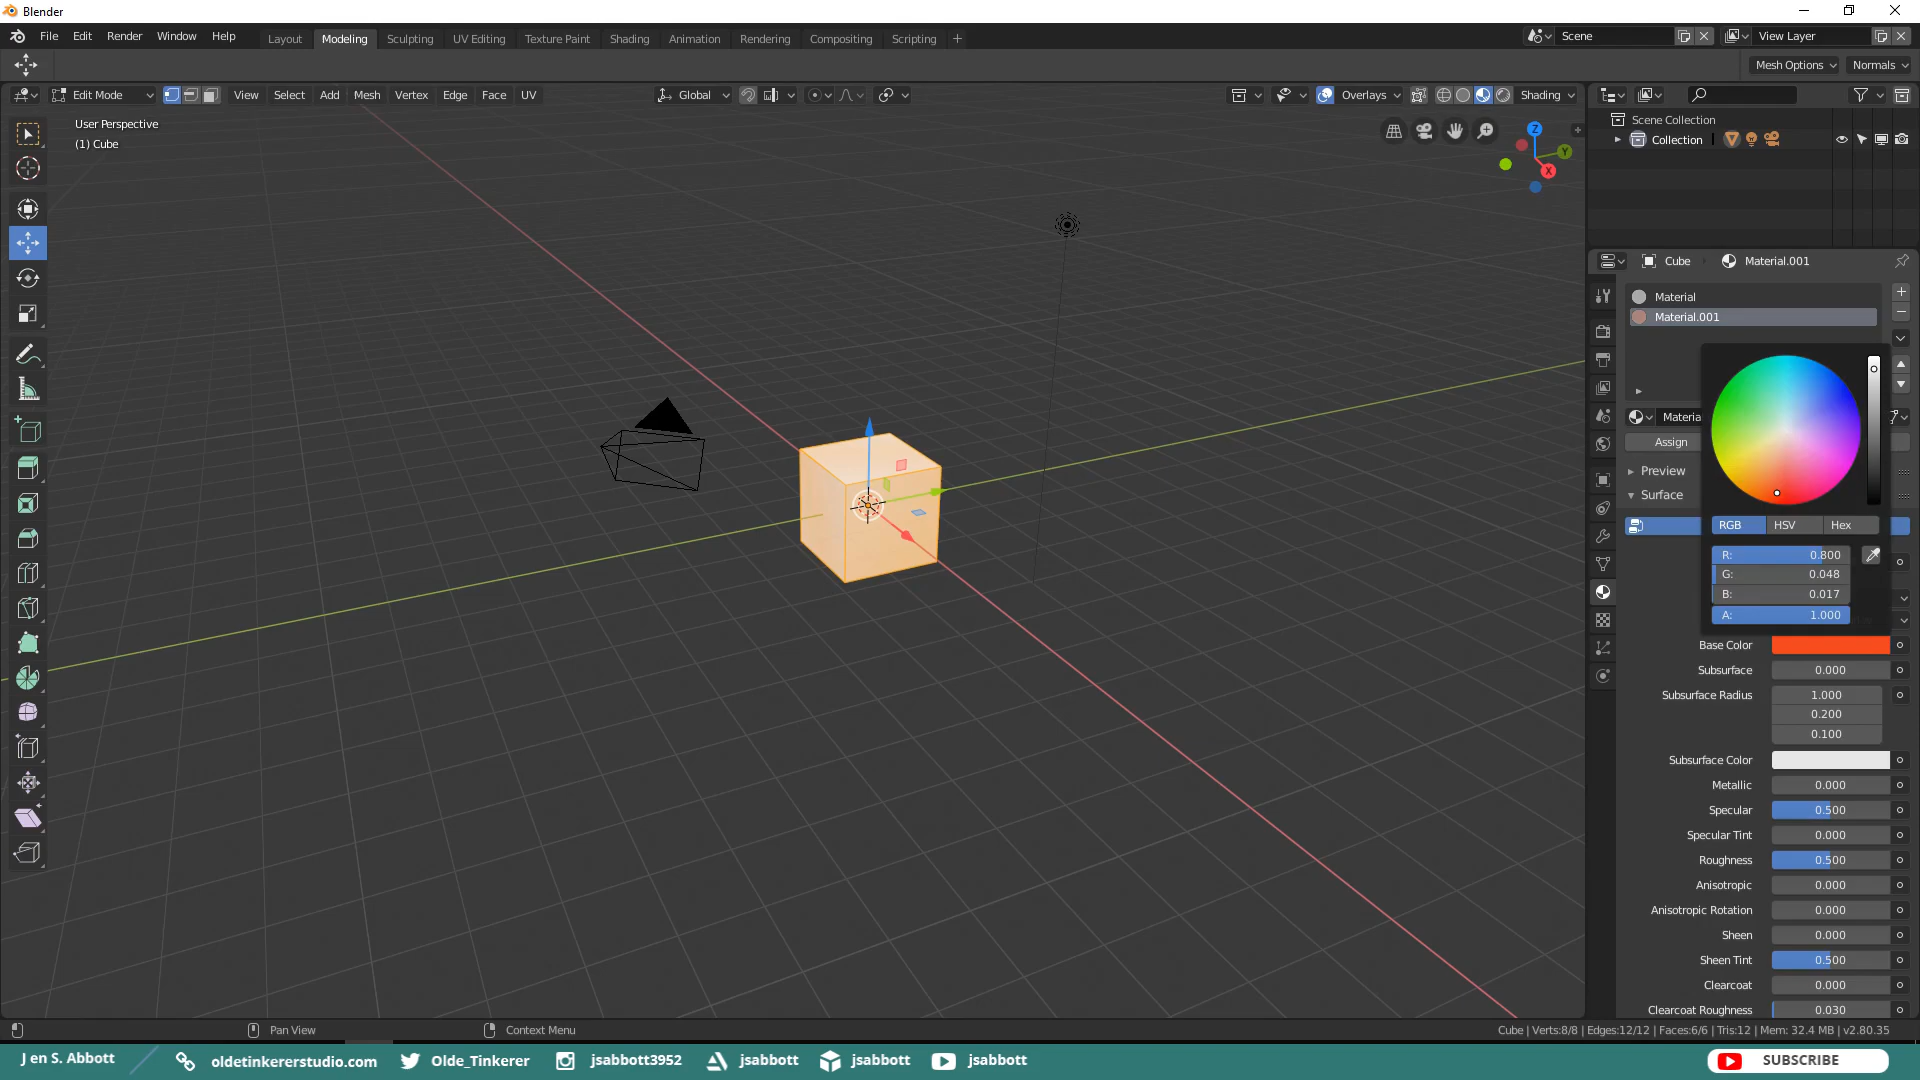 Blender
File Edit Render Window Help
Layout Modeling Sculpting UV Editing Texture Paint Shading Animation Rendering Compositing Scripting +
Scene
View Layer
Mesh Options
Normals
Edit Mode
View Select Add Mesh Vertex Edge Face UV
Global
Overlays
Shading
User Perspective
(1) Cube
Z
Y
X
Scene Collection
Collection
Cube
Material.001
Material
Material.001
Materia
Assign
Preview
Surface
RGB HSV Hex
R: 0.800
G: 0.048
B: 0.017
A: 1.000
Base Color
Subsurface 0.000
Subsurface Radius 1.000
0.200
0.100
Subsurface Color
Metallic 0.000
Specular 0.500
Specular Tint 0.000
Roughness 0.500
Anisotropic 0.000
Anisotropic Rotation 0.000
Sheen 0.000
Sheen Tint 0.500
Clearcoat 0.000
Clearcoat Roughness 0.030
Pan View
Context Menu
Cube | Verts:8/8 | Edges:12/12 | Faces:6/6 | Tris:12 | Mem: 32.4 MB | v2.80.35
J en S. Abbott
oldetinkererstudio.com
Olde_Tinkerer
jsabbott3952
jsabbott
jsabbott
jsabbott
SUBSCRIBE